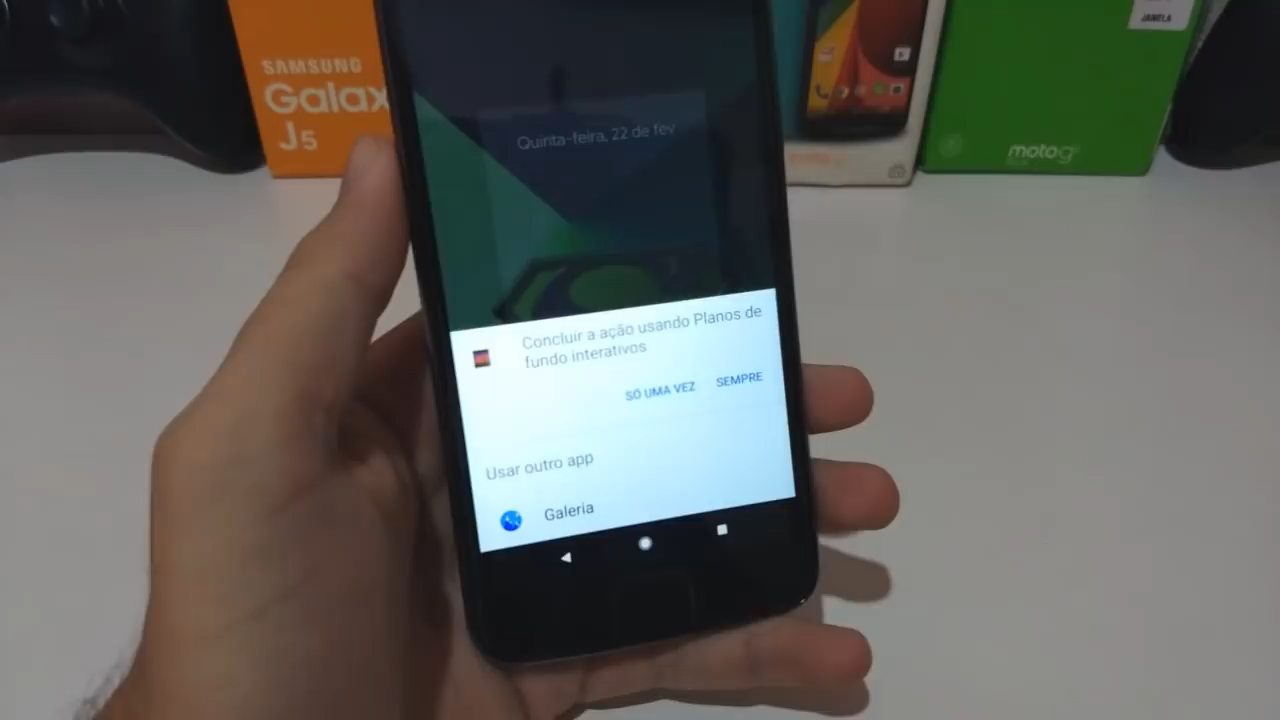 SAMSUNG
Galax
J5
JANELA
moto g
Quinta-feira, 22 de fev
Concluir a ação usando Planos de
fundo interativos
SÓ UMA VEZ SEMPRE
Usar outro app
Galeria